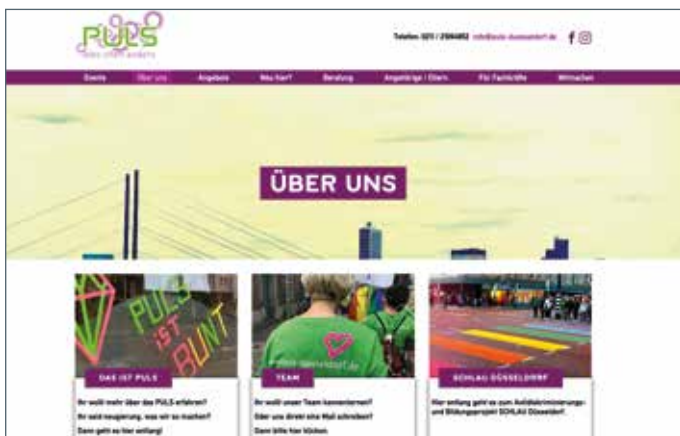 PULS
Telefon: 0211 / 21094852 info@puls-duesseldorf.de
Events Über uns Angebote Neu hier? Beratung Angehörige / Eltern Für Fachkräfte Mitmachen
ÜBER UNS
PULS
IST
BUNT
DAS IST PULS
TEAM
SCHLAU DÜSSELDORF
Ihr wollt mehr über das PULS erfahren?
Ihr seid neugierig, was wir so machen?
Dann geht es hier entlang!
Ihr wollt unser Team kennenlernen?
Oder uns direkt eine Mail schreiben?
Dann bitte hier klicken.
Hier entlang geht es zum Antidiskriminierungs-
und Bildungsprojekt SCHLAU Düsseldorf.